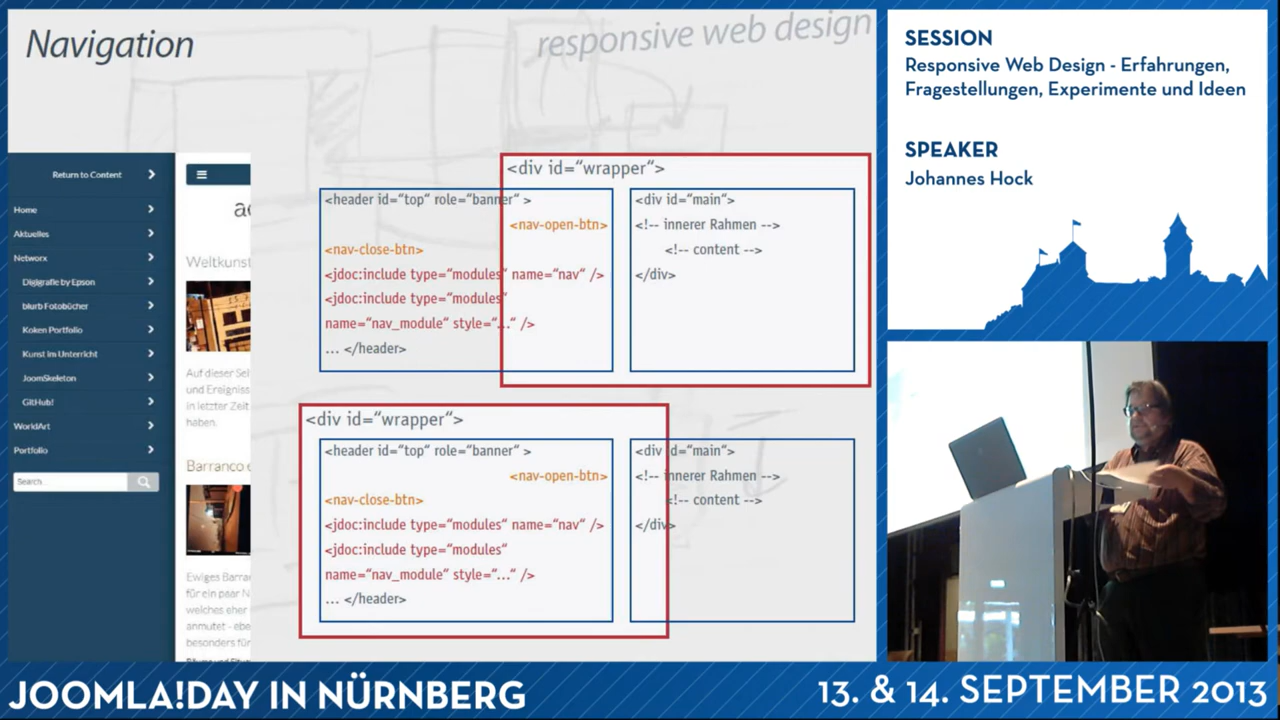 Navigation
responsive web design
Return to Content
Home
Aktuelles
Networx
Digigrafie by Epson
blurb Fotobücher
Koken Portfolio
Kunst im Unterricht
JoomSkeleton
GitHub!
WorldArt
Portfolio
Search...
Weltkunst
Auf dieser Sei
und Ereigniss
in letzter Zeit
haben.
Barranco e
Ewiges Barra
für ein paar N
welches eher
anmutet - ebe
besonders für
<div id="wrapper">
<header id="top" role="banner" >
<nav-open-btn>
<nav-close-btn>
<jdoc:include type="modules" name="nav" />
<jdoc:include type="modules"
name="nav_module" style="..." />
... </header>
<div id="main">
<!-- innerer Rahmen -->
<!-- content -->
</div>
<div id="wrapper">
<header id="top" role="banner" >
<nav-open-btn>
<nav-close-btn>
<jdoc:include type="modules" name="nav" />
<jdoc:include type="modules"
name="nav_module" style="..." />
... </header>
<div id="main">
<!-- innerer Rahmen -->
<!-- content -->
</div>
SESSION
Responsive Web Design - Erfahrungen,
Fragestellungen, Experimente und Ideen
SPEAKER
Johannes Hock
JOOMLA!DAY IN NÜRNBERG
13. & 14. SEPTEMBER 2013